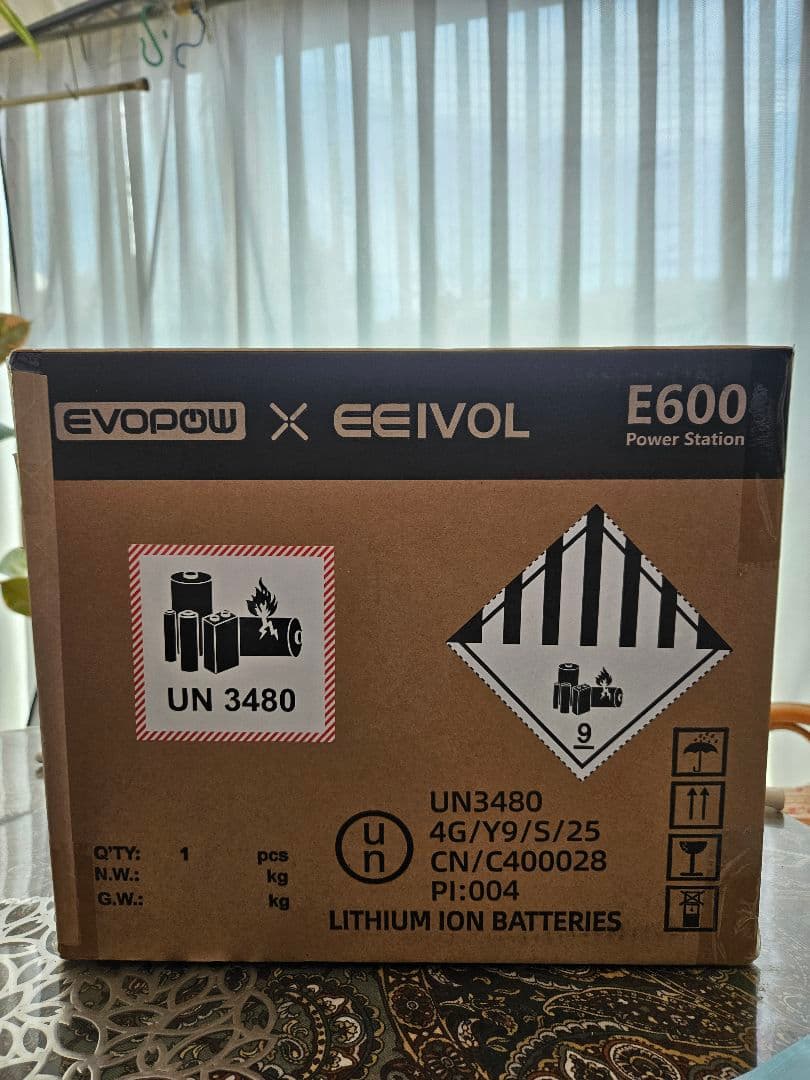 EVOPOW X EEIVOL
E600
Power Station
UN 3480
9
UN3480
4G/Y9/S/25
CN/C400028
PI:004
un
LITHIUM ION BATTERIES
Q'TY: 1 pcs
N.W.: kg
G.W.: kg